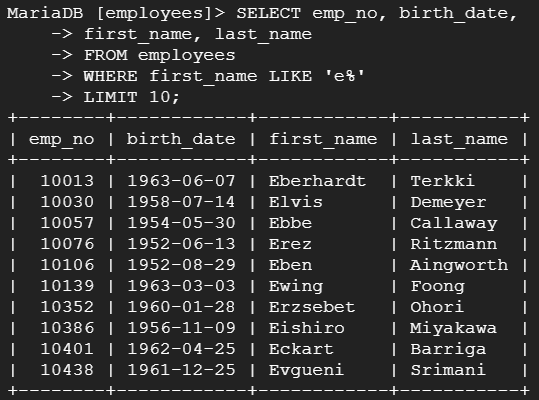 MariaDB [employees]> SELECT emp_no, birth_date,
    -> first_name, last_name
    -> FROM employees
    -> WHERE first_name LIKE 'e%'
    -> LIMIT 10;
+--------+------------+------------+-----------+
| emp_no | birth_date | first_name | last_name |
+--------+------------+------------+-----------+
|  10013 | 1963-06-07 | Eberhardt  | Terkki    |
|  10030 | 1958-07-14 | Elvis      | Demeyer   |
|  10057 | 1954-05-30 | Ebbe       | Callaway  |
|  10076 | 1952-06-13 | Erez       | Ritzmann  |
|  10106 | 1952-08-29 | Eben       | Aingworth |
|  10139 | 1963-03-03 | Ewing      | Foong     |
|  10352 | 1960-01-28 | Erzsebet   | Ohori     |
|  10386 | 1956-11-09 | Eishiro    | Miyakawa  |
|  10401 | 1962-04-25 | Eckart     | Barriga   |
|  10438 | 1961-12-25 | Evgueni    | Srimani   |
+--------+------------+------------+-----------+